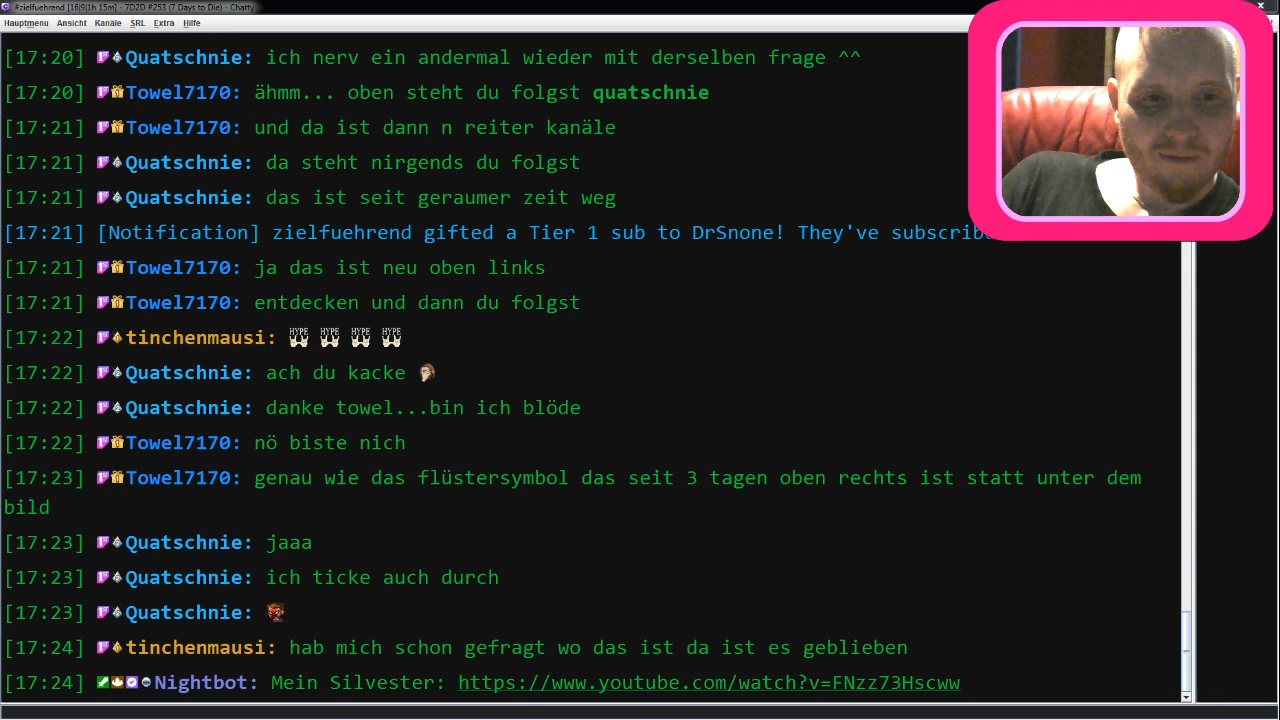 #zielfuehrend [16|9|1h 15m] - 7D2D #253 (7 Days to Die) - Chatty
Hauptmenu Ansicht Kanäle SRL Extra Hilfe
[17:20] Quatschnie: ich nerv ein andermal wieder mit derselben frage ^^
[17:20] Towel7170: ähmm... oben steht du folgst quatschnie
[17:21] Towel7170: und da ist dann n reiter kanäle
[17:21] Quatschnie: da steht nirgends du folgst
[17:21] Quatschnie: das ist seit geraumer zeit weg
[17:21] [Notification] zielfuehrend gifted a Tier 1 sub to DrSnone! They've
[17:21] Towel7170: ja das ist neu oben links
[17:21] Towel7170: entdecken und dann du folgst
[17:22] tinchenmausi: HYPE HYPE HYPE HYPE
[17:22] Quatschnie: ach du kacke
[17:22] Quatschnie: danke towel...bin ich blöde
[17:22] Towel7170: nö biste nich
[17:23] Towel7170: genau wie das flüstersymbol das seit 3 tagen oben rechts ist statt unter dem
bild
[17:23] Quatschnie: jaaa
[17:23] Quatschnie: ich ticke auch durch
[17:23] Quatschnie:
[17:24] tinchenmausi: hab mich schon gefragt wo das ist da ist es geblieben
[17:24] Nightbot: Mein Silvester: https://www.youtube.com/watch?v=FNzz73Hscww